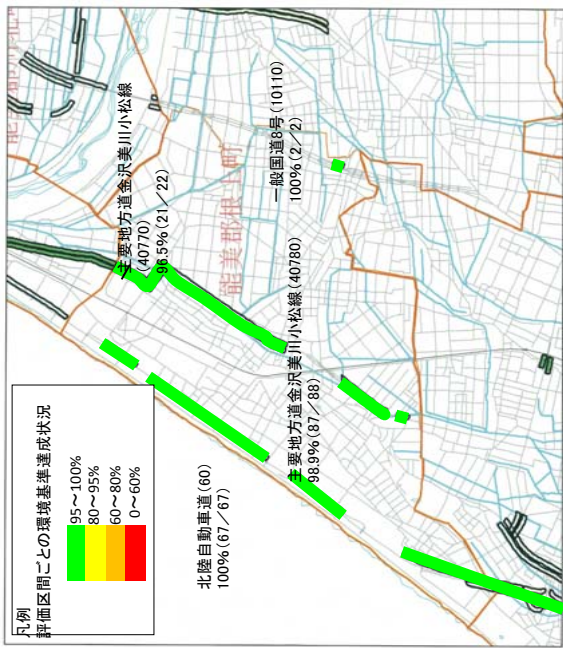 凡例
評価区間ごとの環境基準達成状況
95～100%
80～95%
60～80%
0～60%
主要地方道金沢美川小松線
(40770)
96.5%(21／22)
一般国道8号(10110)
100%(2／2)
能美郡根上町
主要地方道金沢美川小松線(40780)
98.9%(87／88)
北陸自動車道(60)
100%(67／67)